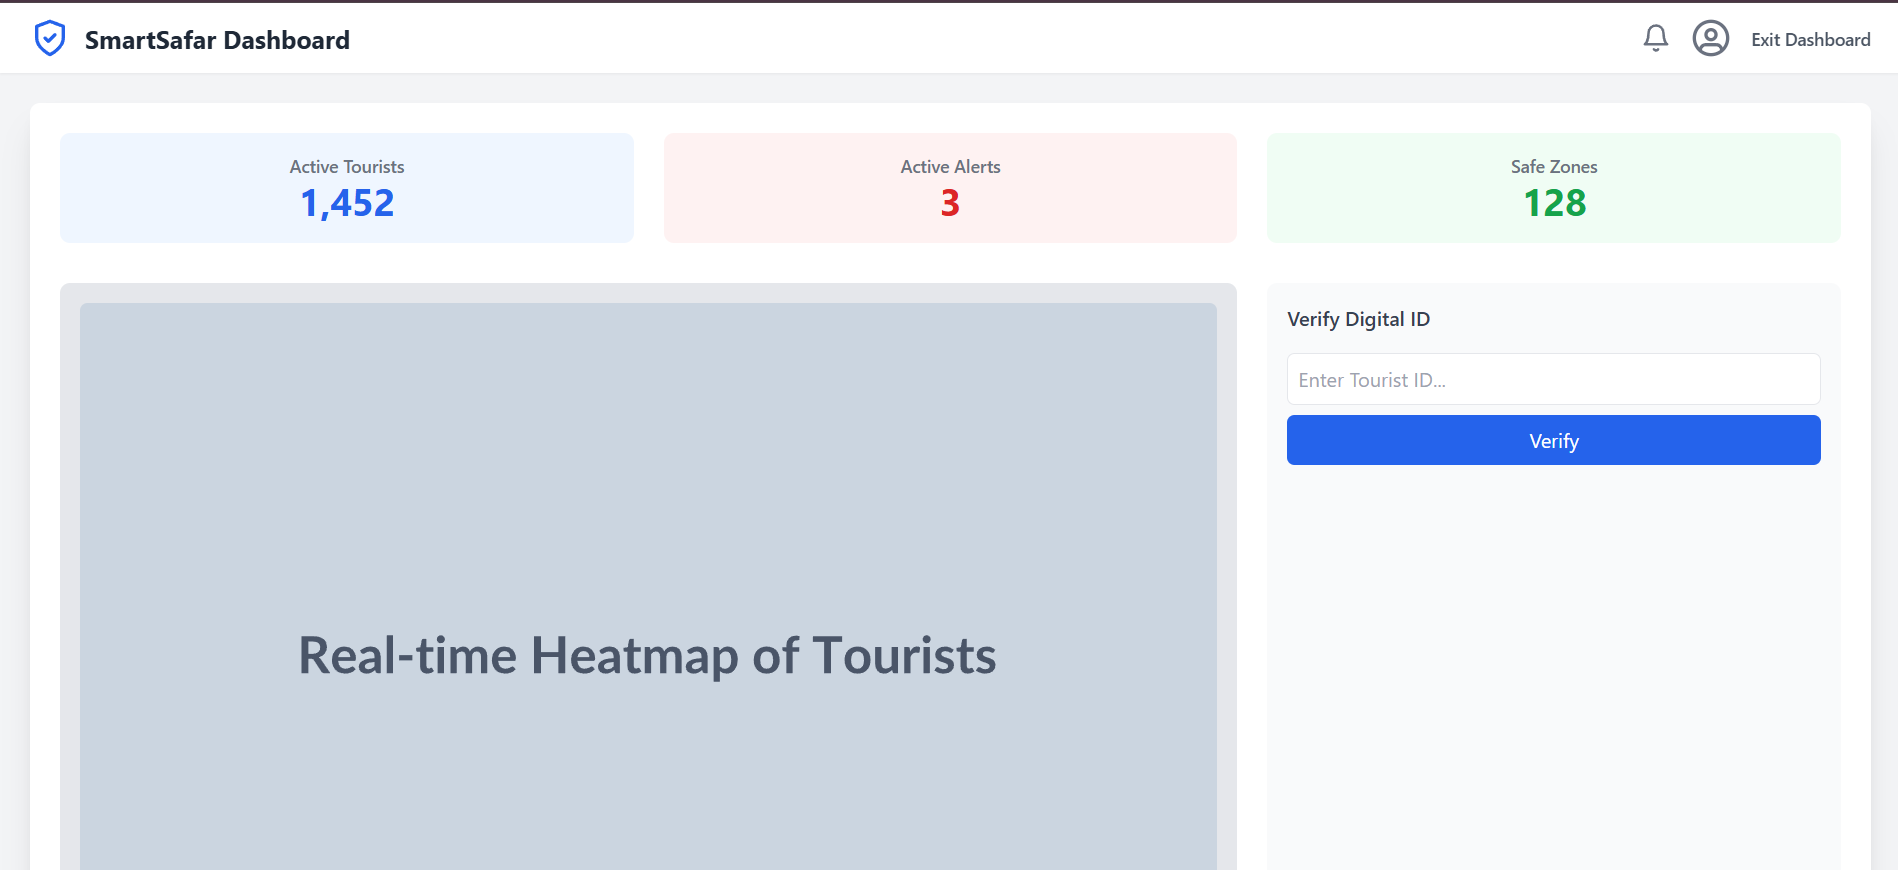 SmartSafar Dashboard
Exit Dashboard
Active Tourists
1,452
Active Alerts
3
Safe Zones
128
Real-time Heatmap of Tourists
Verify Digital ID
Enter Tourist ID...
Verify